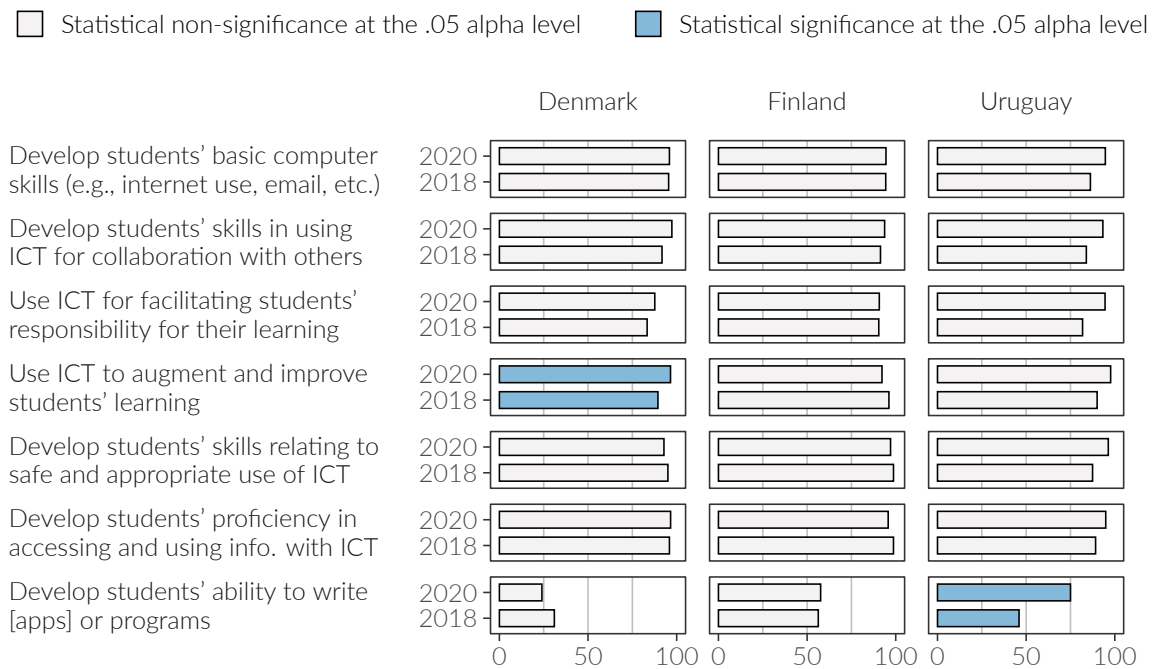 Statistical non-significance at the .05 alpha level Statistical significance at the .05 alpha level
Denmark Finland Uruguay
Develop students’ basic computer
skills (e.g., internet use, email, etc.)
2020
2018
Develop students’ skills in using
ICT for collaboration with others
2020
2018
Use ICT for facilitating students’
responsibility for their learning
2020
2018
Use ICT to augment and improve
students’ learning
2020
2018
Develop students’ skills relating to
safe and appropriate use of ICT
2020
2018
Develop students’ proficiency in
accessing and using info. with ICT
2020
2018
Develop students’ ability to write
[apps] or programs
2020
2018
0 50 100 0 50 100 0 50 100